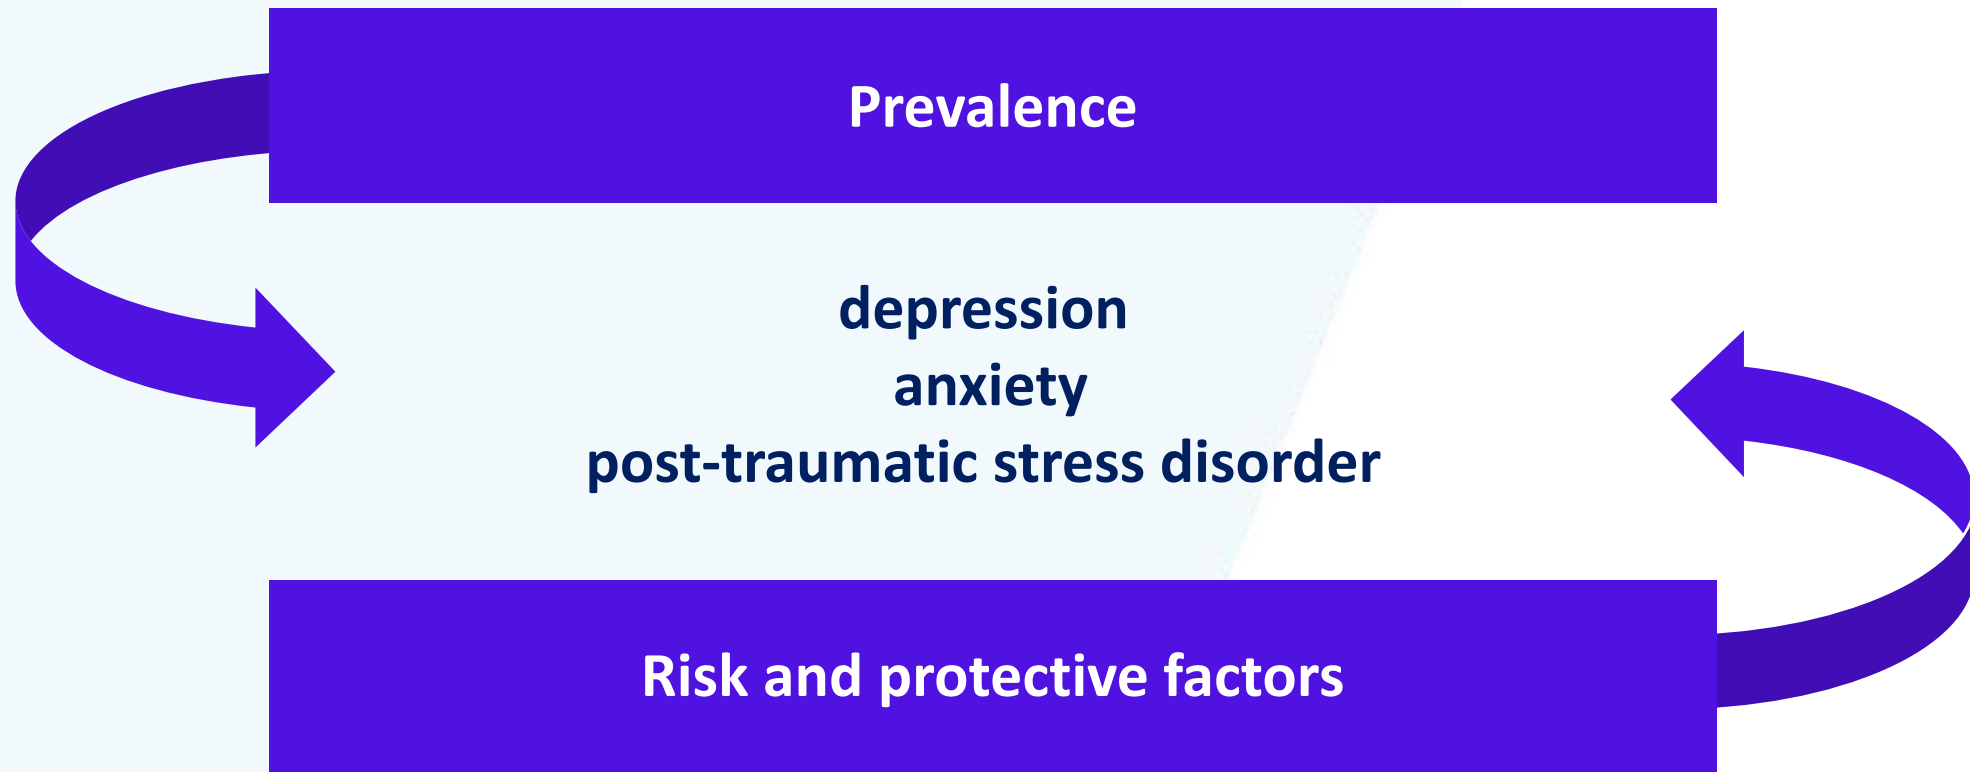 Prevalence
depression
anxiety
post-traumatic stress disorder
Risk and protective factors